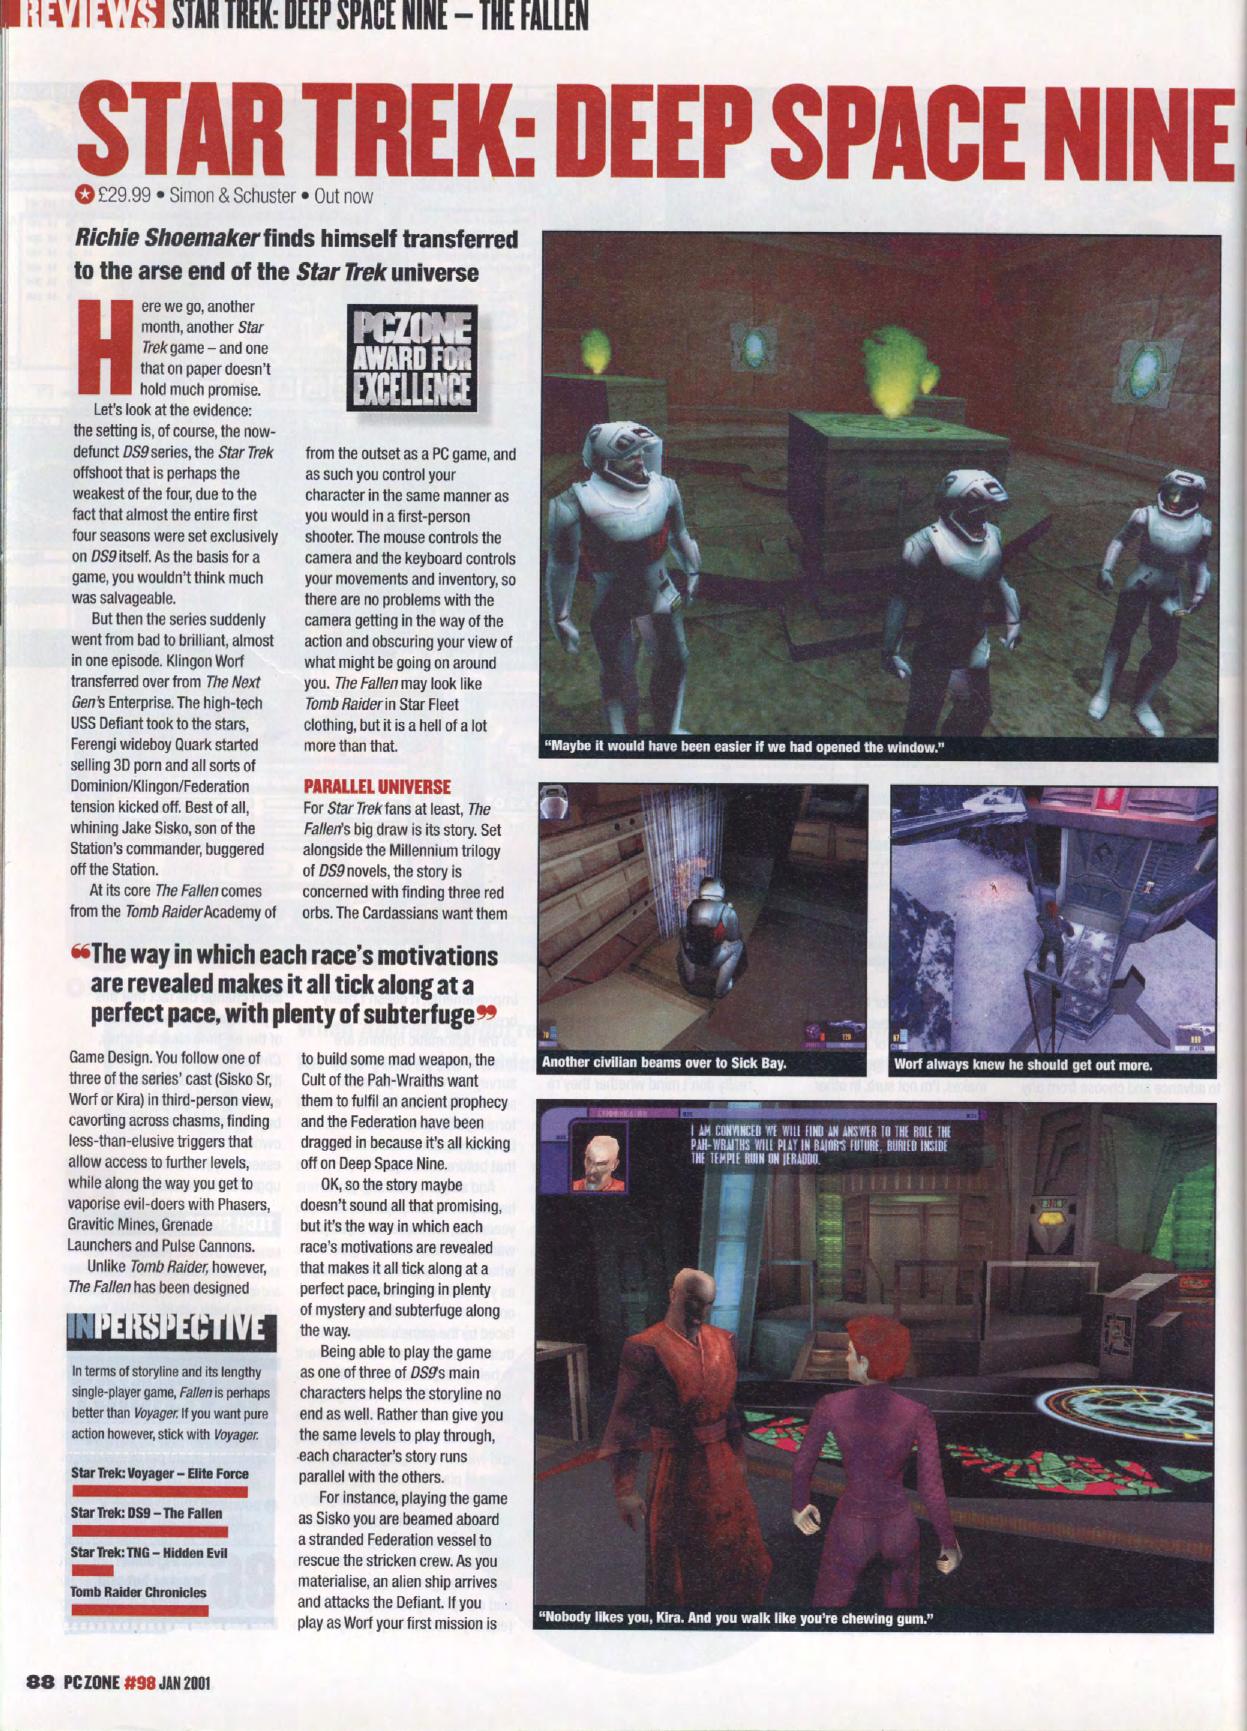 REVIEWS STAR TREK: DEEP SPACE NINE – THE FALLEN
STAR TREK: DEEP SPACE NINE
£29.99 • Simon & Schuster • Out now
Richie Shoemaker finds himself transferred
to the arse end of the Star Trek universe
Here we go, another
month, another Star
Trek game – and one
that on paper doesn't
hold much promise.
Let's look at the evidence:
the setting is, of course, the now-
defunct DS9 series, the Star Trek
offshoot that is perhaps the
weakest of the four, due to the
fact that almost the entire first
four seasons were set exclusively
on DS9 itself. As the basis for a
game, you wouldn't think much
was salvageable.
But then the series suddenly
went from bad to brilliant, almost
in one episode. Klingon Worf
transferred over from The Next
Gen's Enterprise. The high-tech
USS Defiant took to the stars,
Ferengi wideboy Quark started
selling 3D porn and all sorts of
Dominion/Klingon/Federation
tension kicked off. Best of all,
whining Jake Sisko, son of the
Station's commander, buggered
off the Station.
At its core The Fallen comes
from the Tomb Raider Academy of
PCZONE
AWARD FOR
EXCELLENCE
from the outset as a PC game, and
as such you control your
character in the same manner as
you would in a first-person
shooter. The mouse controls the
camera and the keyboard controls
your movements and inventory, so
there are no problems with the
camera getting in the way of the
action and obscuring your view of
what might be going on around
you. The Fallen may look like
Tomb Raider in Star Fleet
clothing, but it is a hell of a lot
more than that.
PARALLEL UNIVERSE
For Star Trek fans at least, The
Fallen's big draw is its story. Set
alongside the Millennium trilogy
of DS9 novels, the story is
concerned with finding three red
orbs. The Cardassians want them
“The way in which each race's motivations
are revealed makes it all tick along at a
perfect pace, with plenty of subterfuge”
Game Design. You follow one of
three of the series' cast (Sisko Sr,
Worf or Kira) in third-person view,
cavorting across chasms, finding
less-than-elusive triggers that
allow access to further levels,
while along the way you get to
vaporise evil-doers with Phasers,
Gravitic Mines, Grenade
Launchers and Pulse Cannons.
Unlike Tomb Raider, however,
The Fallen has been designed
INPERSPECTIVE
In terms of storyline and its lengthy
single-player game, Fallen is perhaps
better than Voyager. If you want pure
action however, stick with Voyager.
Star Trek: Voyager – Elite Force
Star Trek: DS9 – The Fallen
Star Trek: TNG – Hidden Evil
Tomb Raider Chronicles
to build some mad weapon, the
Cult of the Pah-Wraiths want
them to fulfil an ancient prophecy
and the Federation have been
dragged in because it's all kicking
off on Deep Space Nine.
OK, so the story maybe
doesn't sound all that promising,
but it's the way in which each
race's motivations are revealed
that makes it all tick along at a
perfect pace, bringing in plenty
of mystery and subterfuge along
the way.
Being able to play the game
as one of three of DS9's main
characters helps the storyline no
end as well. Rather than give you
the same levels to play through,
each character's story runs
parallel with the others.
For instance, playing the game
as Sisko you are beamed aboard
a stranded Federation vessel to
rescue the stricken crew. As you
materialise, an alien ship arrives
and attacks the Defiant. If you
play as Worf your first mission is
“Maybe it would have been easier if we had opened the window.”
Another civilian beams over to Sick Bay.
Worf always knew he should get out more.
COMMUNICATION
I AM CONVINCED WE WILL FIND AN ANSWER TO THE ROLE THE
PAH-WRAITHS WILL PLAY IN BAJOR'S FUTURE, BURIED INSIDE
THE TEMPLE RUIN ON JERADDO.
“Nobody likes you, Kira. And you walk like you're chewing gum.”
88 PCZONE #98 JAN 2001